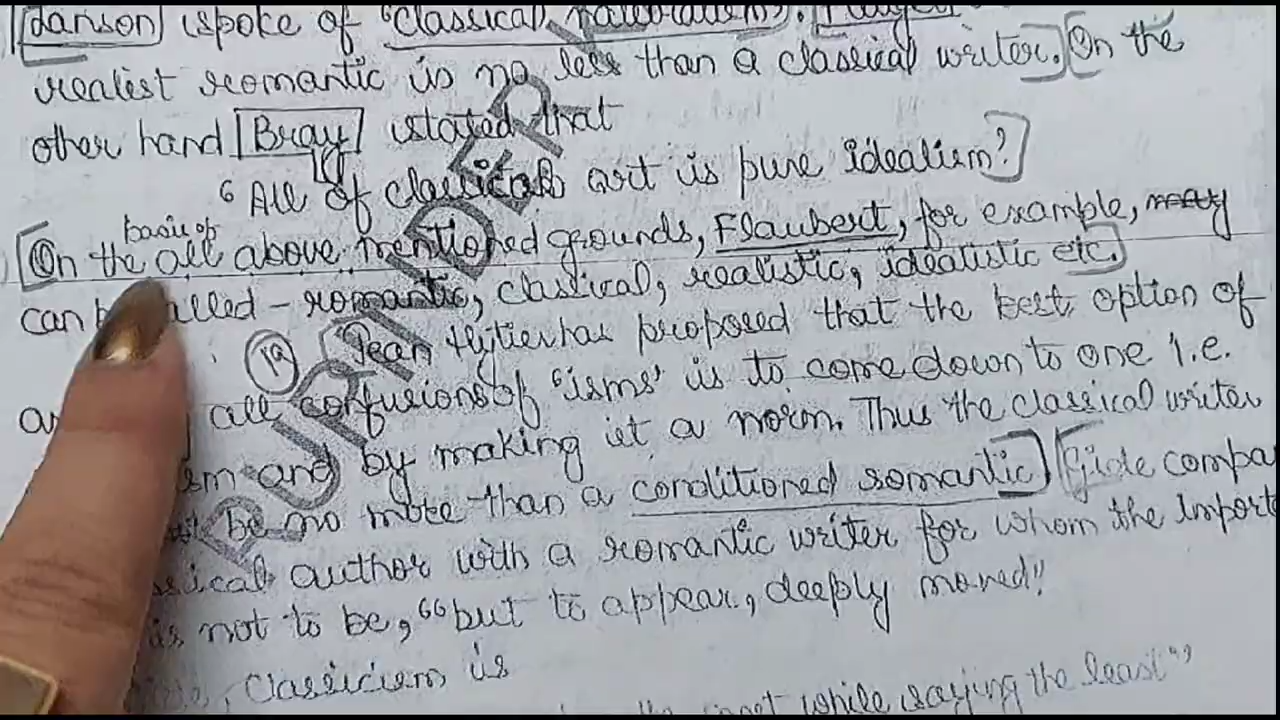 Lanson spoke of "classical
realist romantic is no less than a classical writer. On the
other hand Bray stated that
19
'All of classical art is pure idealism'
basis of
On the all above mentioned grounds, Flaubert, for example,
can be called - romantic, classical, realistic, idealistic etc.
19 Jean Hytier has proposed that the best option of
all confusions of 'isms' is to come down to one i.e.
and by making it a norm. Thus the classical writer
be no more than a conditioned romantic Gide compa
author with a romantic writer for whom the import
is not to be, "but to appear, deeply moved"
classicism is
while saying the least"
BURHINDER